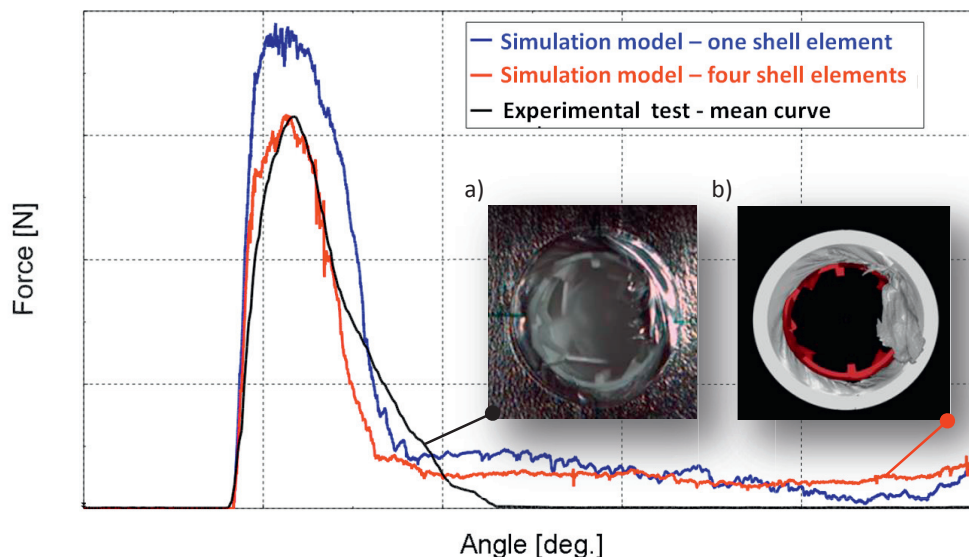 Simulation model – one shell element
Simulation model – four shell elements
Experimental test - mean curve
a)
b)
Force [N]
Angle [deg.]